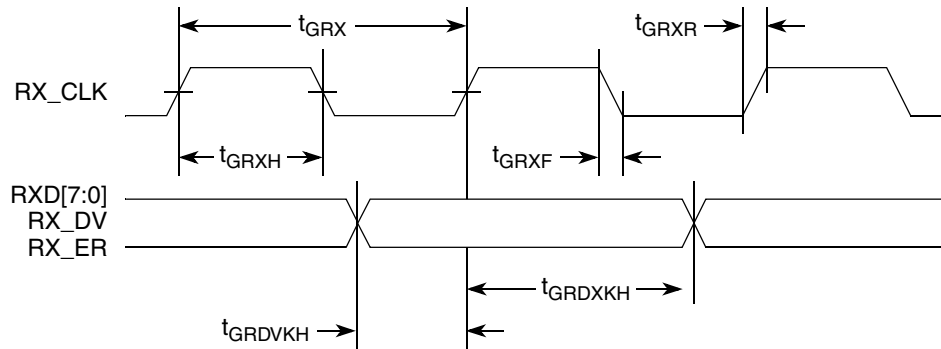 tGRX
tGRXR
RX_CLK
tGRXH
tGRXF
RXD[7:0]
RX_DV
RX_ER
tGRDXKH
tGRDVKH